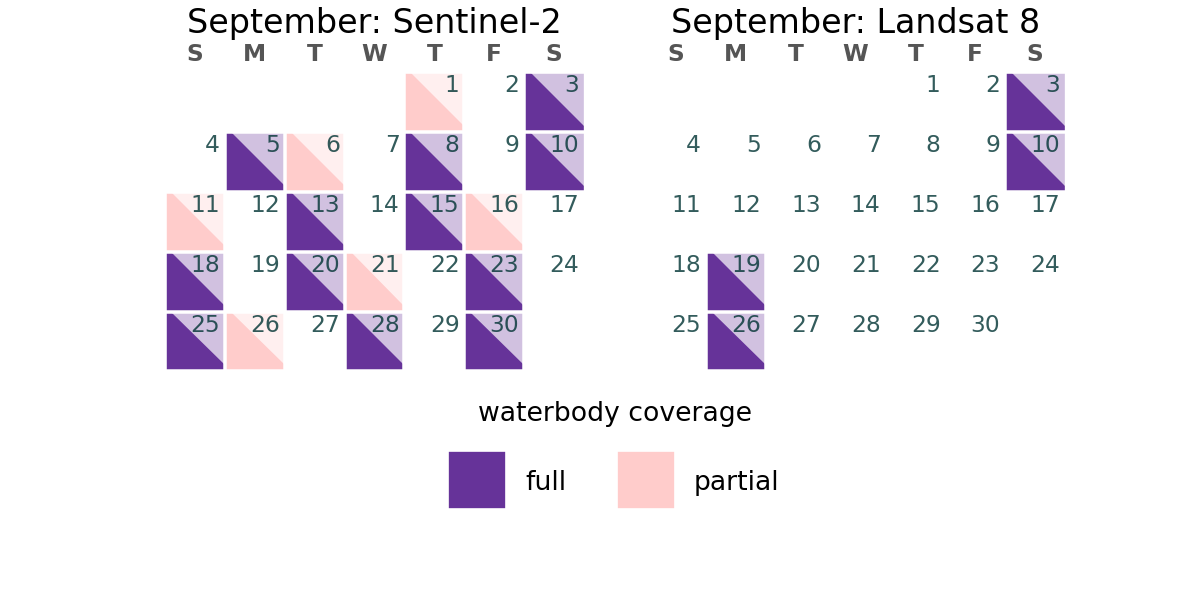 September: Sentinel-2
S M T W T F S
1 2 3
4 5 6 7 8 9 10
11 12 13 14 15 16 17
18 19 20 21 22 23 24
25 26 27 28 29 30
September: Landsat 8
S M T W T F S
1 2 3
4 5 6 7 8 9 10
11 12 13 14 15 16 17
18 19 20 21 22 23 24
25 26 27 28 29 30
waterbody coverage
full
partial